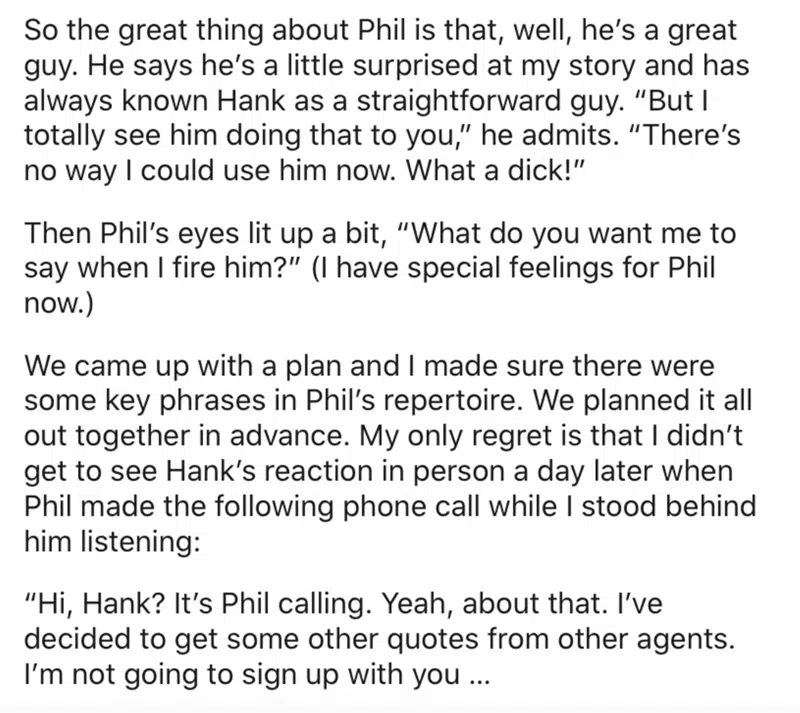 So the great thing about Phil is that, well, he’s a great
guy. He says he’s a little surprised at my story and has
always known Hank as a straightforward guy. “But I
totally see him doing that to you,” he admits. “There’s
no way I could use him now. What a dick!”
Then Phil’s eyes lit up a bit, “What do you want me to
say when I fire him?” (I have special feelings for Phil
now.)
We came up with a plan and I made sure there were
some key phrases in Phil’s repertoire. We planned it all
out together in advance. My only regret is that I didn’t
get to see Hank’s reaction in person a day later when
Phil made the following phone call while I stood behind
him listening:
“Hi, Hank? It’s Phil calling. Yeah, about that. I’ve
decided to get some other quotes from other agents.
I’m not going to sign up with you ...